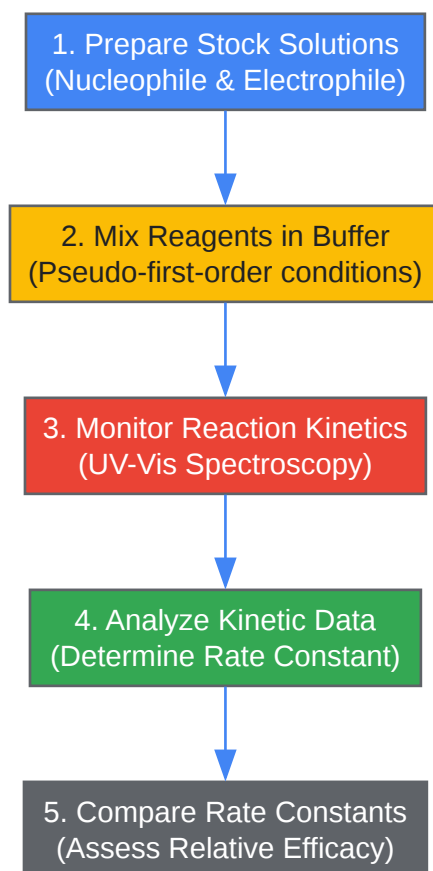 1. Prepare Stock Solutions
(Nucleophile & Electrophile)
2. Mix Reagents in Buffer
(Pseudo-first-order conditions)
3. Monitor Reaction Kinetics
(UV-Vis Spectroscopy)
4. Analyze Kinetic Data
(Determine Rate Constant)
5. Compare Rate Constants
(Assess Relative Efficacy)